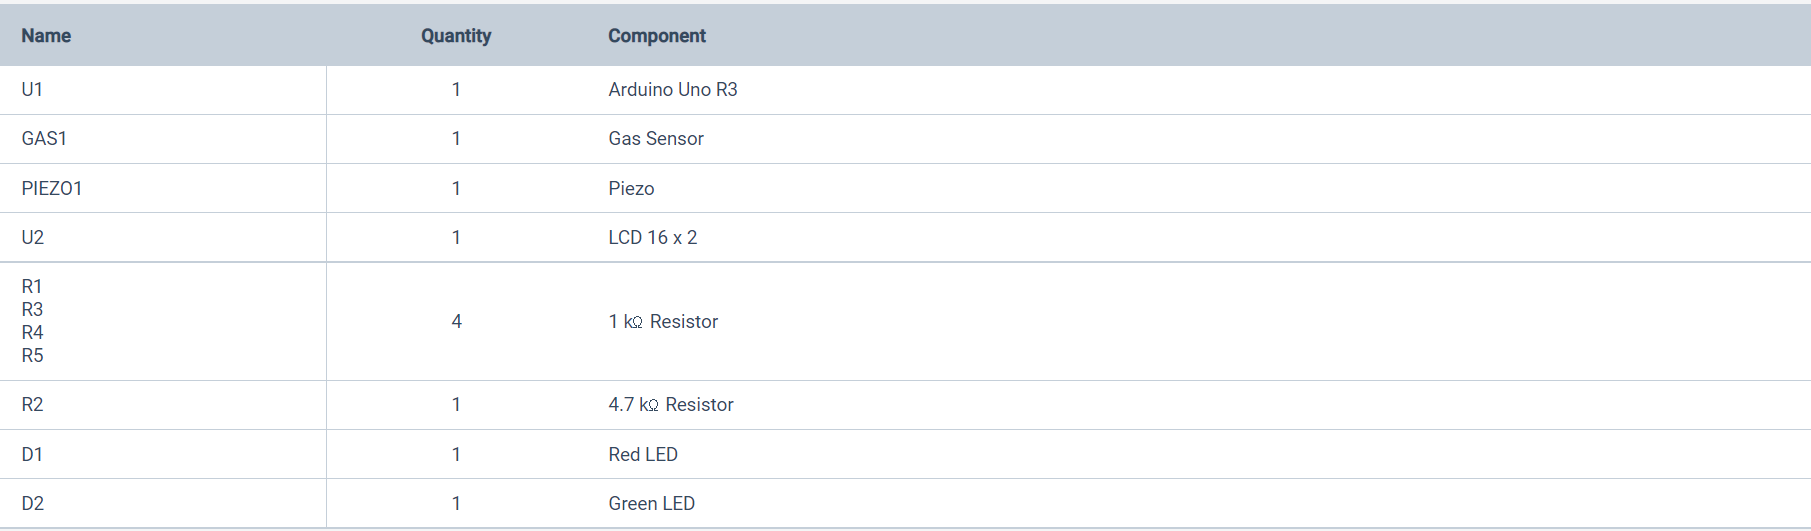 Name Quantity Component
U1 1 Arduino Uno R3
GAS1 1 Gas Sensor
PIEZO1 1 Piezo
U2 1 LCD 16 x 2
R1
R3
R4
R5
4 1 kΩ Resistor
R2 1 4.7 kΩ Resistor
D1 1 Red LED
D2 1 Green LED